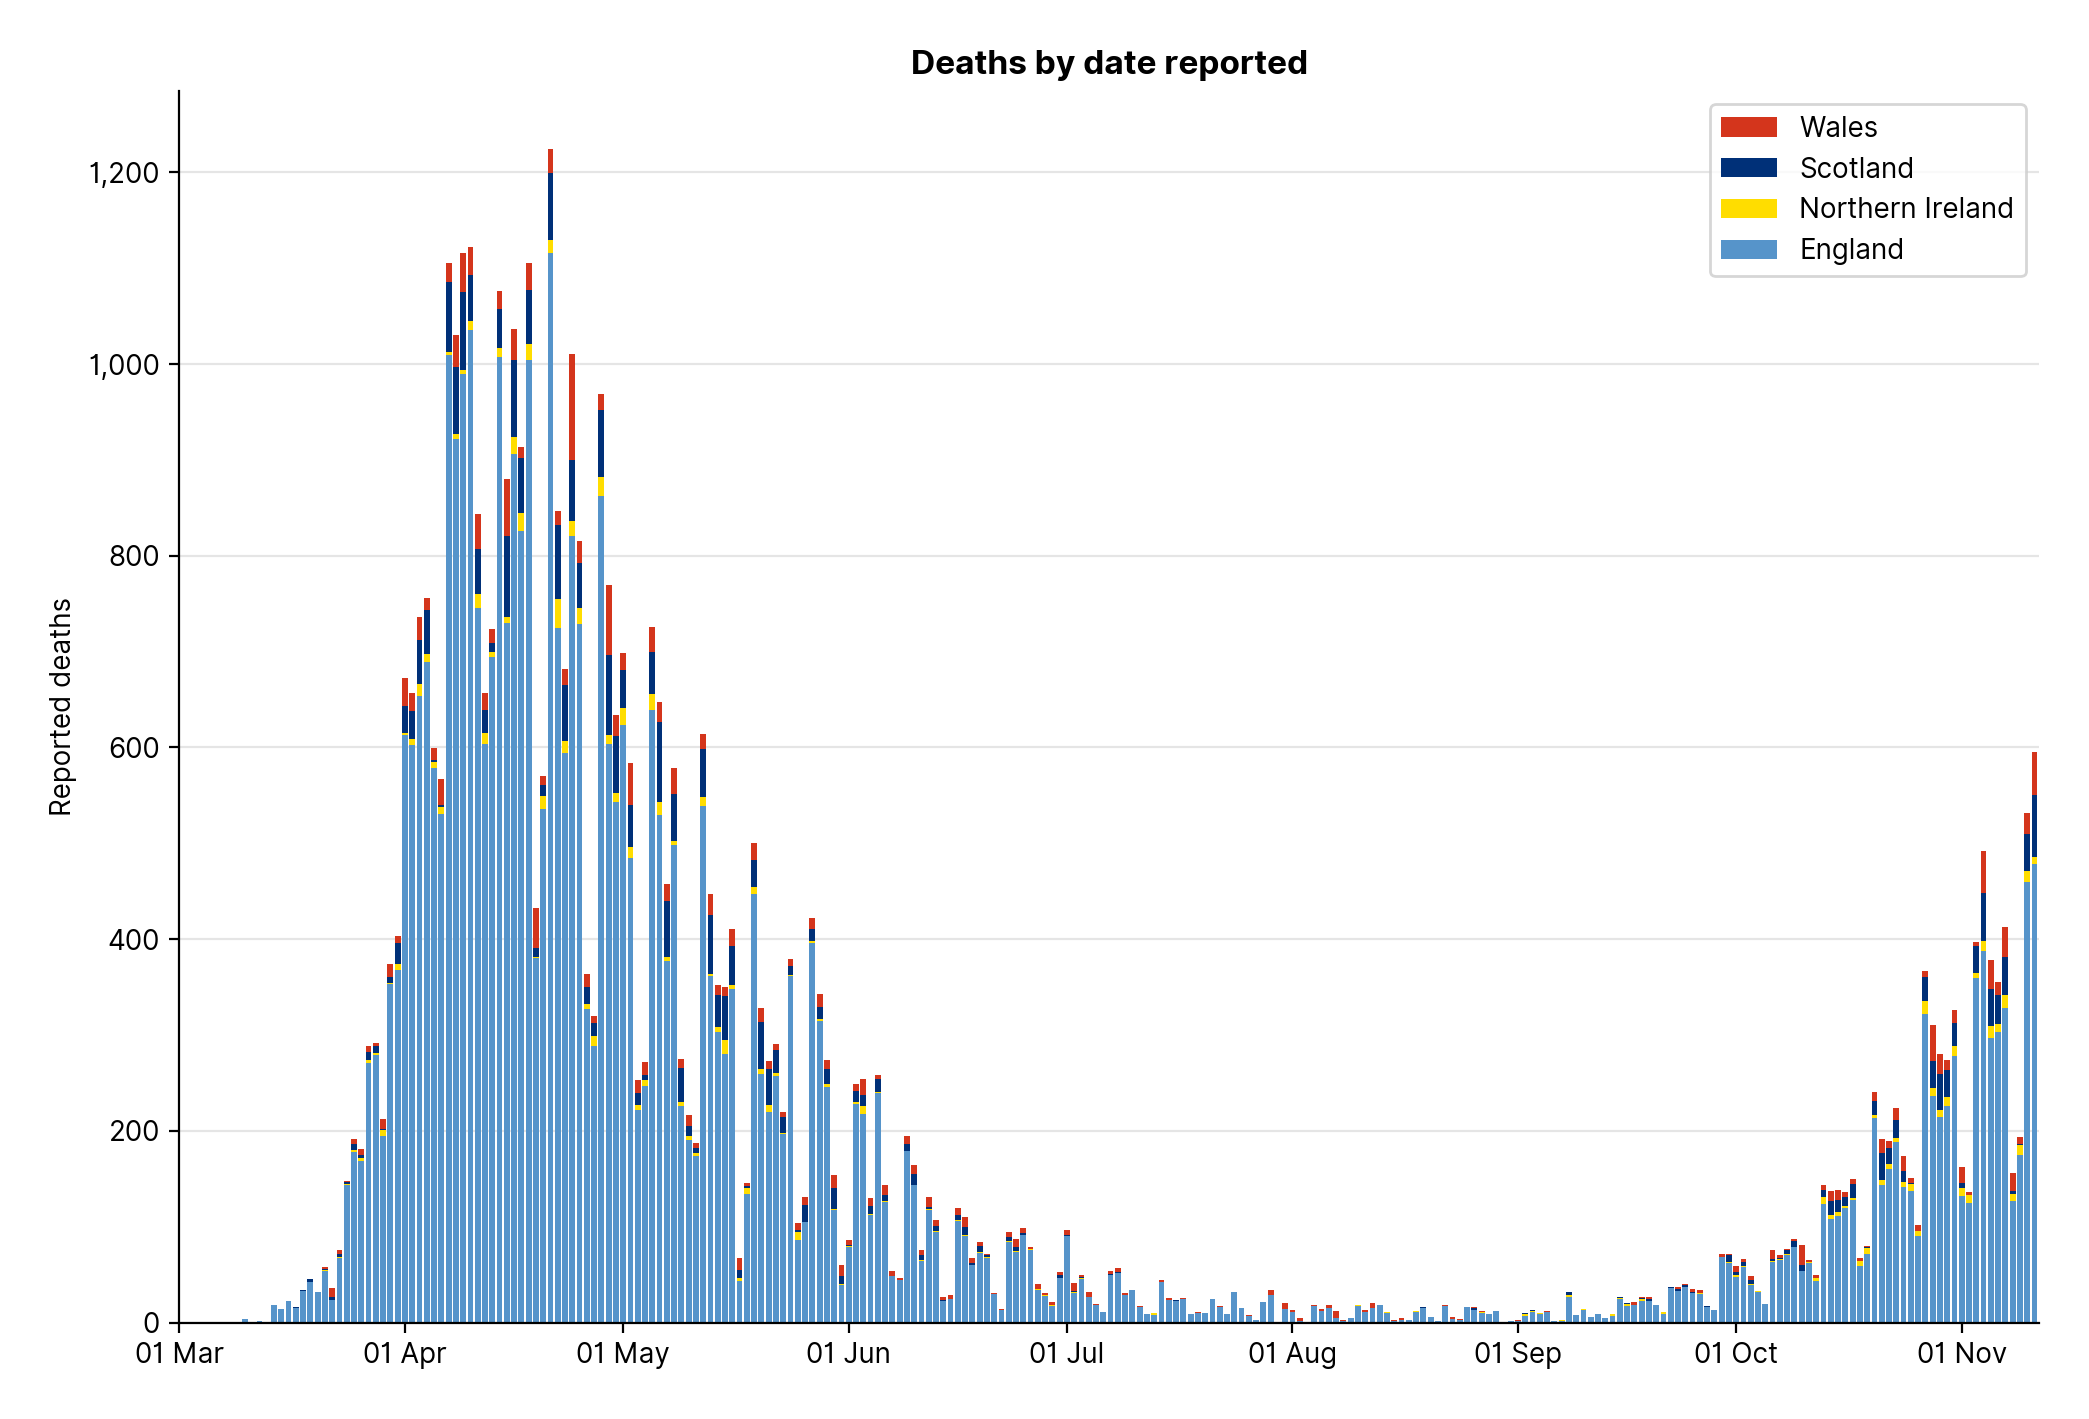 Deaths by date reported
Wales
Scotland
Northern Ireland
England
Reported deaths
1,200
1,000
800
600
400
200
0
01 Mar
01 Apr
01 May
01 Jun
01 Jul
01 Aug
01 Sep
01 Oct
01 Nov